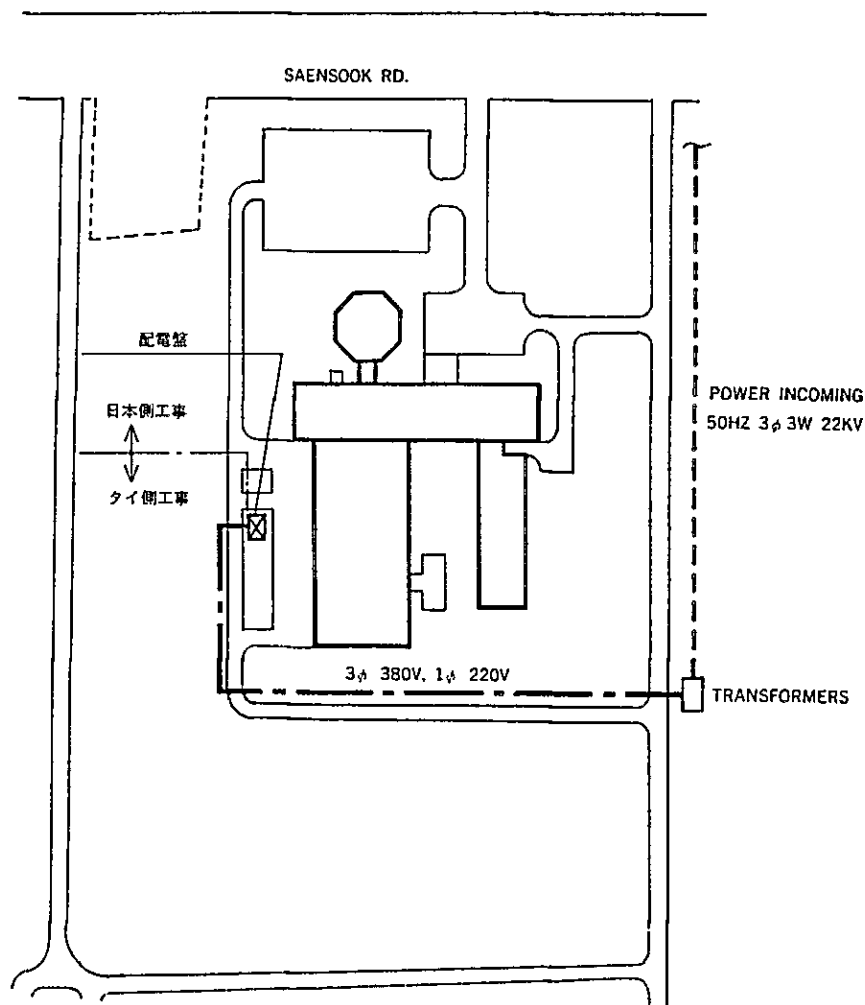 SAENSOOK RD.
配電盤
日本側工事
タイ側工事
POWER INCOMING
50HZ 3φ 3W 22KV
3φ 380V, 1φ 220V
TRANSFORMERS